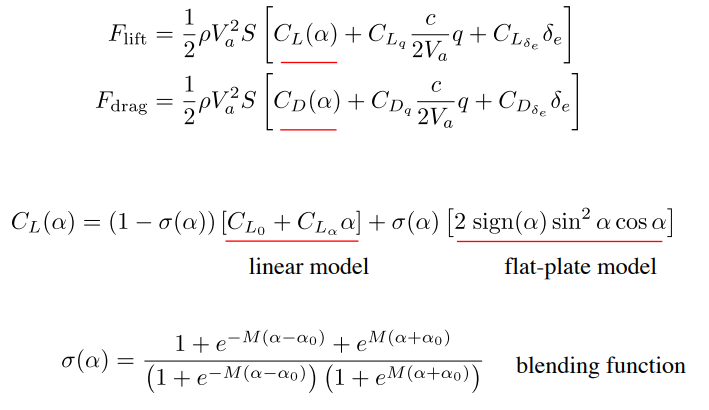 F_lift = 1/2 ρV_a^2 S [C_L(α) + C_{L_q} c/(2V_a) q + C_{L_{δ_e}} δ_e]
F_drag = 1/2 ρV_a^2 S [C_D(α) + C_{D_q} c/(2V_a) q + C_{D_{δ_e}} δ_e]
C_L(α) = (1 − σ(α)) [C_{L_0} + C_{L_α} α] + σ(α) [2 sign(α) sin^2 α cos α]
linear model flat-plate model
σ(α) = (1 + e^{−M(α−α_0)} + e^{M(α+α_0)}) / ((1 + e^{−M(α−α_0)}) (1 + e^{M(α+α_0)})) blending function